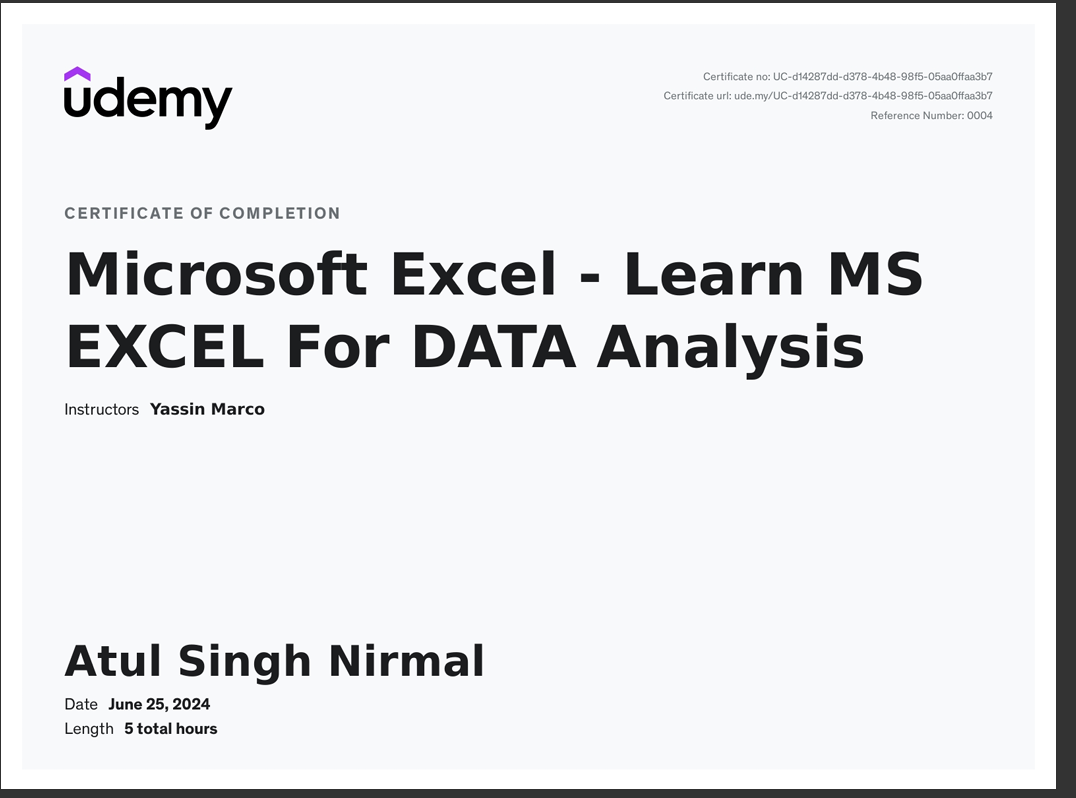 udemy
Certificate no: UC-d14287dd-d378-4b48-98f5-05aa0ffaa3b7
Certificate url: ude.my/UC-d14287dd-d378-4b48-98f5-05aa0ffaa3b7
Reference Number: 0004
CERTIFICATE OF COMPLETION
Microsoft Excel - Learn MS
EXCEL For DATA Analysis
Instructors Yassin Marco
Atul Singh Nirmal
Date June 25, 2024
Length 5 total hours